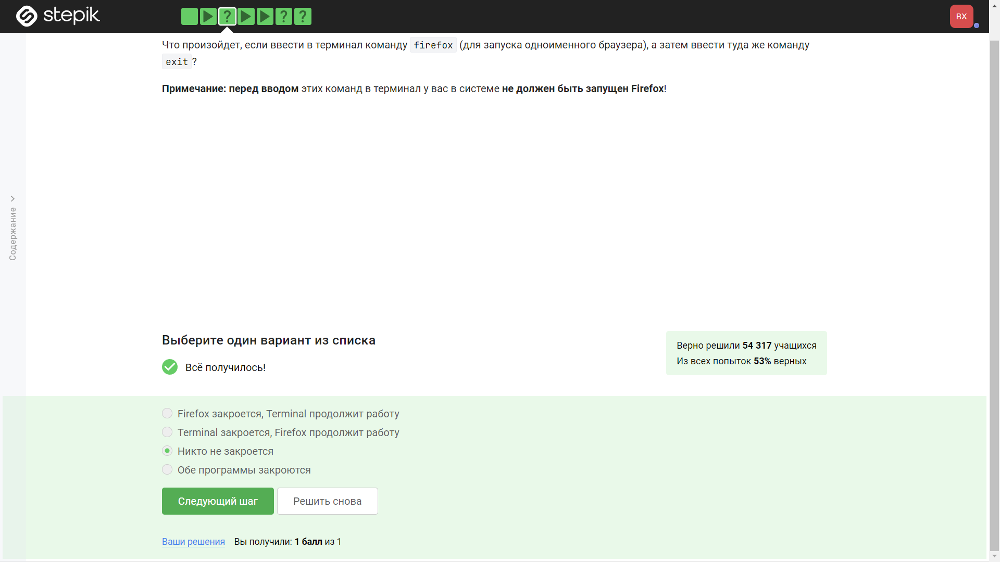 stepik
? ? ?
ВХ
Что произойдет, если ввести в терминал команду firefox (для запуска одноименного браузера), а затем ввести туда же команду
exit ?
Примечание: перед вводом этих команд в терминал у вас в системе не должен быть запущен Firefox!
Содержание
Выберите один вариант из списка
Всё получилось!
Верно решили 54 317 учащихся
Из всех попыток 53% верных
Firefox закроется, Terminal продолжит работу
Terminal закроется, Firefox продолжит работу
Никто не закроется
Обе программы закроются
Следующий шаг
Решить снова
Ваши решения Вы получили: 1 балл из 1